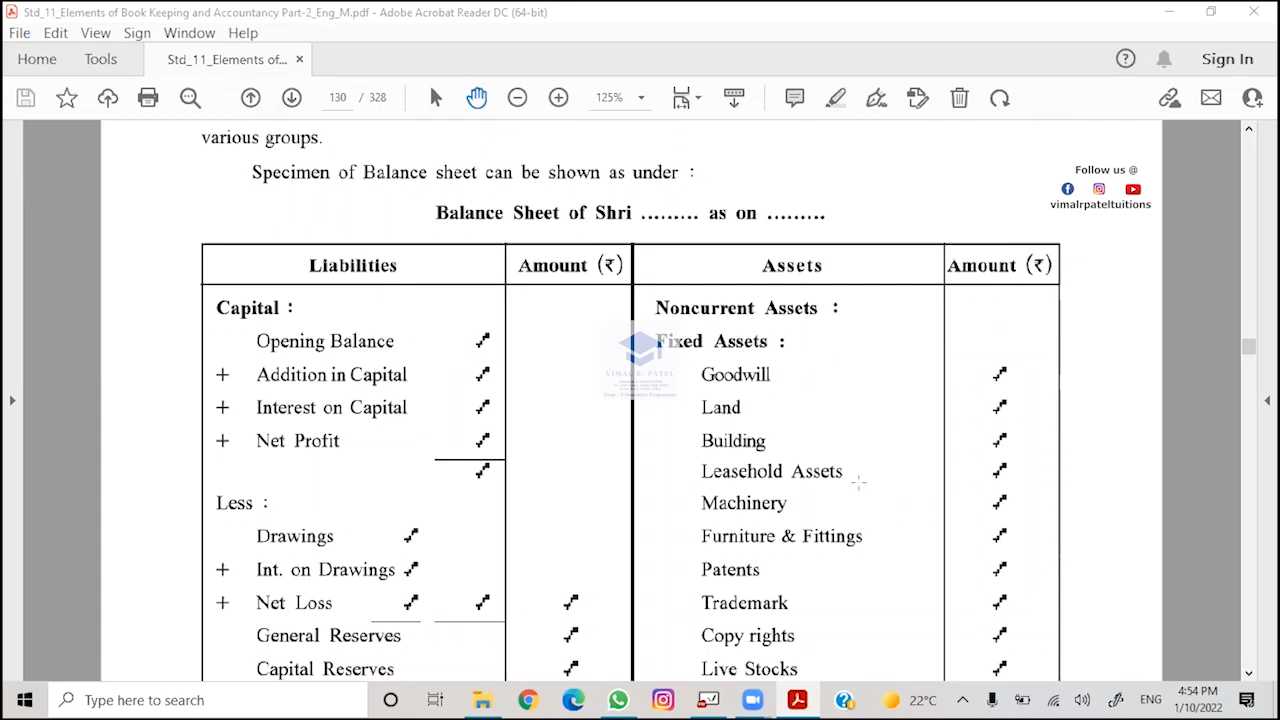 Std_11_Elements of Book Keeping and Accountancy Part-2_Eng_M.pdf - Adobe Acrobat Reader DC (64-bit)
File Edit View Sign Window Help
Home Tools Std_11_Elements of... × Sign In
130 / 328 125%
various groups.
Specimen of Balance sheet can be shown as under :
Follow us @
vimalrpateltuitions
Balance Sheet of Shri ......... as on .........
Liabilities Amount (₹) Assets Amount (₹)
Capital : Noncurrent Assets :
Opening Balance Fixed Assets :
+ Addition in Capital Goodwill
+ Interest on Capital Land
+ Net Profit Building
Leasehold Assets
Less : Machinery
Drawings Furniture & Fittings
+ Int. on Drawings Patents
+ Net Loss Trademark
General Reserves Copy rights
Capital Reserves Live Stocks
VIMAL R. PATEL
Type here to search 22°C ENG 4:54 PM
1/10/2022